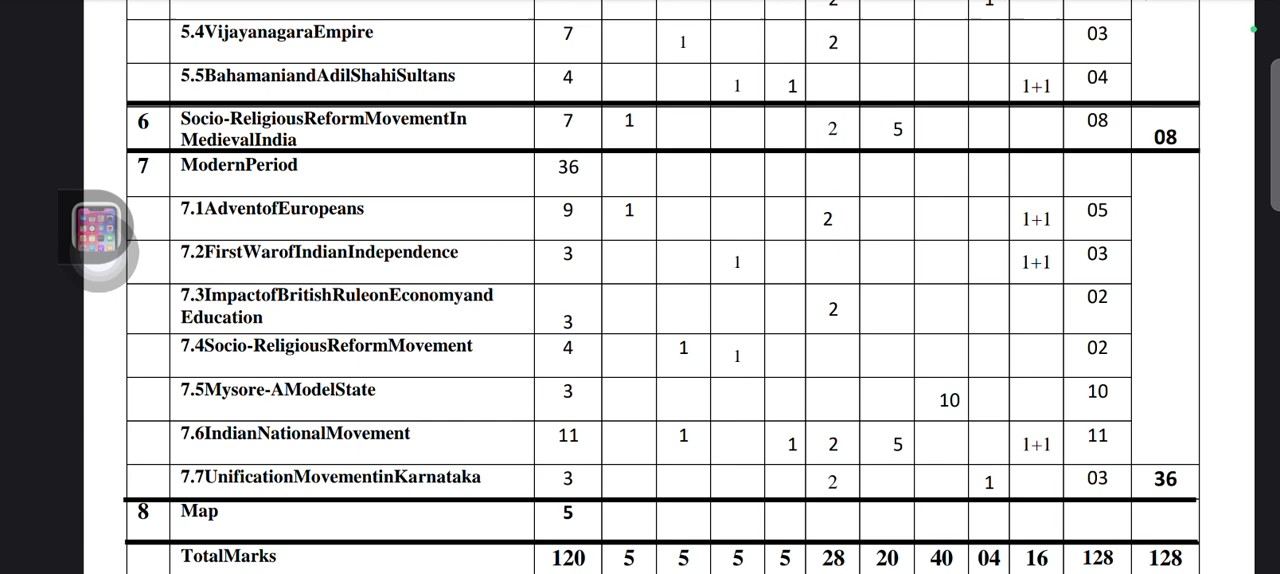 5.4VijayanagaraEmpire 7 1 2 03
5.5BahamaniandAdilShahiSultans 4 1 1 1+1 04
6 Socio-ReligiousReformMovementIn 7 1 2 5 08 08
MedievalIndia
7 ModernPeriod 36
7.1AdventofEuropeans 9 1 2 1+1 05
7.2FirstWarofIndianIndependence 3 1 1+1 03
7.3ImpactofBritishRuleonEconomyand 2 02
Education 3
7.4Socio-ReligiousReformMovement 4 1 1 02
7.5Mysore-AModelState 3 10 10
7.6IndianNationalMovement 11 1 1 2 5 1+1 11
7.7UnificationMovementinKarnataka 3 2 1 03 36
8 Map 5
TotalMarks 120 5 5 5 5 28 20 40 04 16 128 128